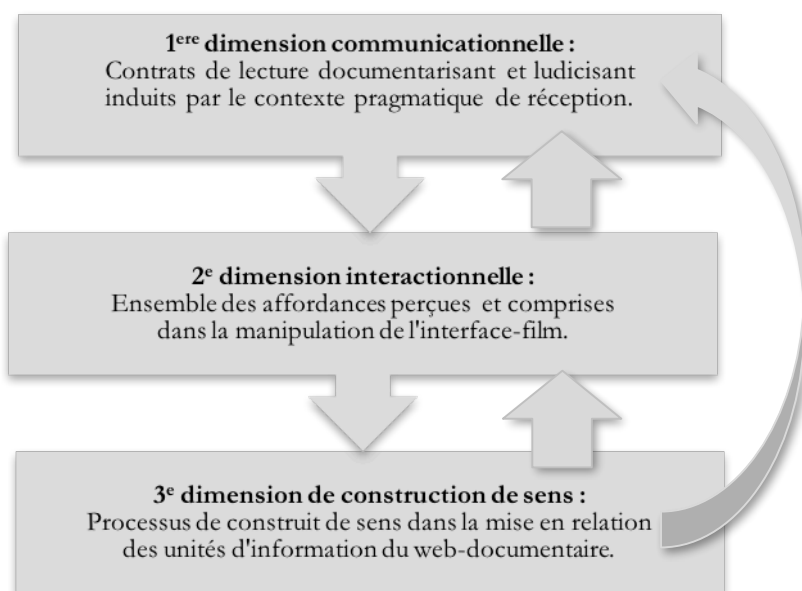 1ere dimension communicationnelle :
Contrats de lecture documentarisant et ludicisant
induits par le contexte pragmatique de réception.
2e dimension interactionnelle :
Ensemble des affordances perçues et comprises
dans la manipulation de l'interface-film.
3e dimension de construction de sens :
Processus de construit de sens dans la mise en relation
des unités d'information du web-documentaire.